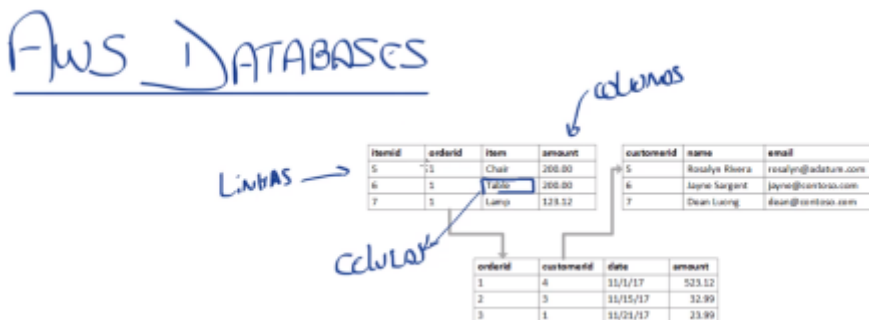 AWS DATABASES
COLUNAS
itemid orderid item amount
5 1 Chair 200.00
6 1 Table 200.00
7 1 Lamp 123.12
customerid name email
5 Rosalyn Rivera rosalyn@adatum.com
6 Jayne Sargent jayne@contoso.com
7 Dean Luong dean@contoso.com
LINHAS
CELULA
orderid customerid date amount
1 4 11/1/17 523.12
2 3 11/15/17 32.99
3 1 11/21/17 23.99